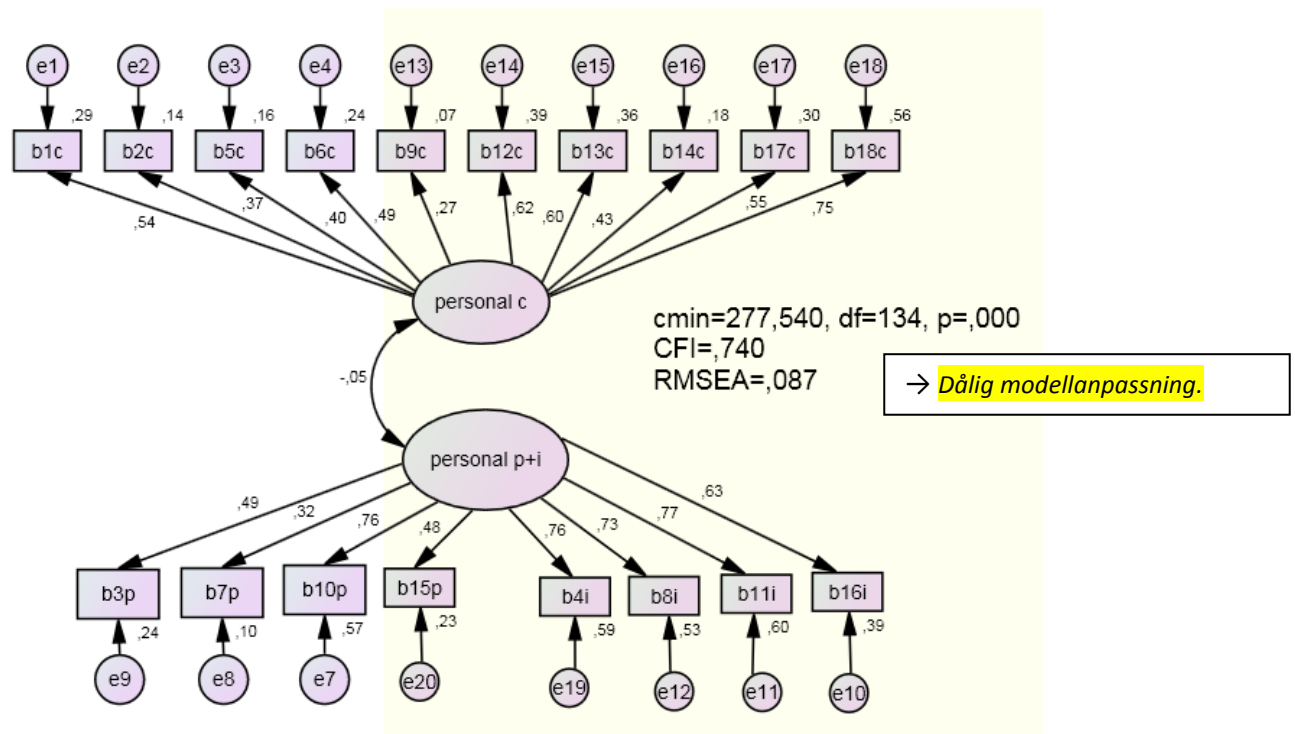 e1 e2 e3 e4 e13 e14 e15 e16 e17 e18
,29 ,14 ,16 ,24 ,07 ,39 ,36 ,18 ,30 ,56
b1c b2c b5c b6c b9c b12c b13c b14c b17c b18c
,54 ,37 ,40 ,49 ,27 ,62 ,60 ,43 ,55 ,75
personal c
cmin=277,540, df=134, p=,000
CFI=,740
RMSEA=,087
→ Dålig modellanpassning.
-,05
personal p+i
,49 ,32 ,76 ,48 ,76 ,73 ,77 ,63
b3p b7p b10p b15p b4i b8i b11i b16i
,24 ,10 ,57 ,23 ,59 ,53 ,60 ,39
e9 e8 e7 e20 e19 e12 e11 e10